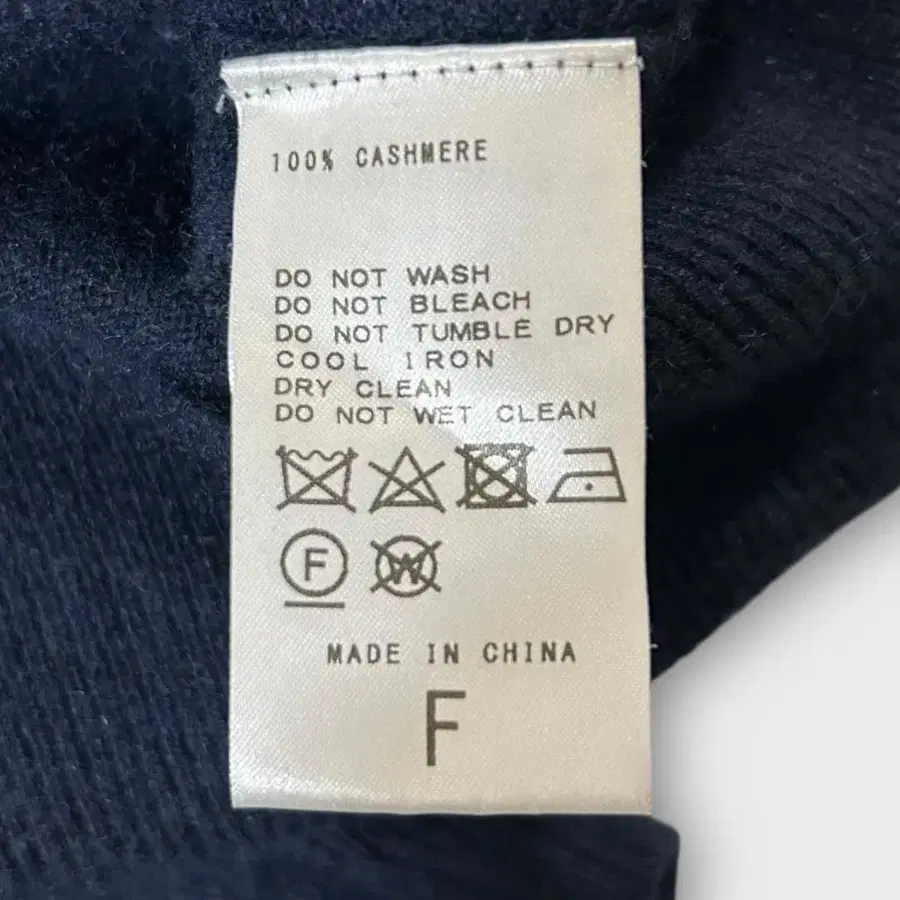 100% CASHMERE
DO NOT WASH
DO NOT BLEACH
DO NOT TUMBLE DRY
COOL IRON
DRY CLEAN
DO NOT WET CLEAN
F W
MADE IN CHINA
F